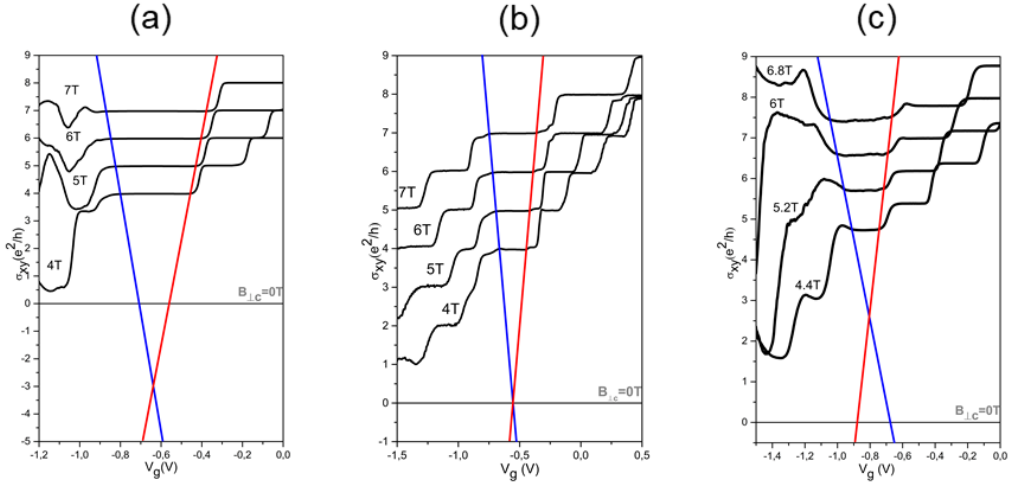 (a)
9
8
7
6
5
4
3
2
1
0
-1
-2
-3
-4
-5
σxy(e²/h)
7T
6T
5T
4T
B⊥c=0T
-1,2 -1,0 -0,8 -0,6 -0,4 -0,2 0,0
Vg(V)
(b)
9
8
7
6
5
4
3
2
1
0
-1
σxy(e²/h)
7T
6T
5T
4T
B⊥c=0T
-1,5 -1,0 -0,5 0,0 0,5
Vg(V)
(c)
9
8
7
6
5
4
3
2
1
0
σxy(e²/h)
6.8T
6T
5.2T
4.4T
B⊥c=0T
-1,4 -1,2 -1,0 -0,8 -0,6 -0,4 -0,2 0,0
Vg (V)